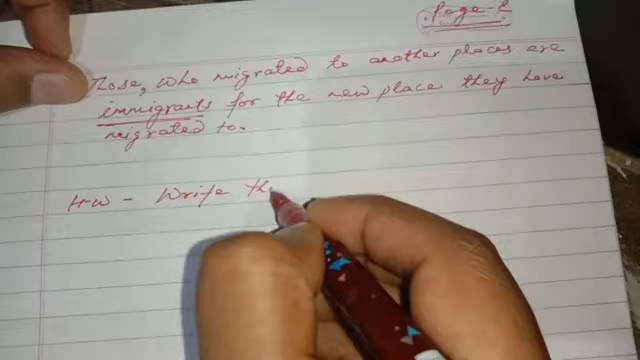 Page-2
Those, who migrated to another places are
immigrants for the new place they have
migrated to.
H.W - Write th